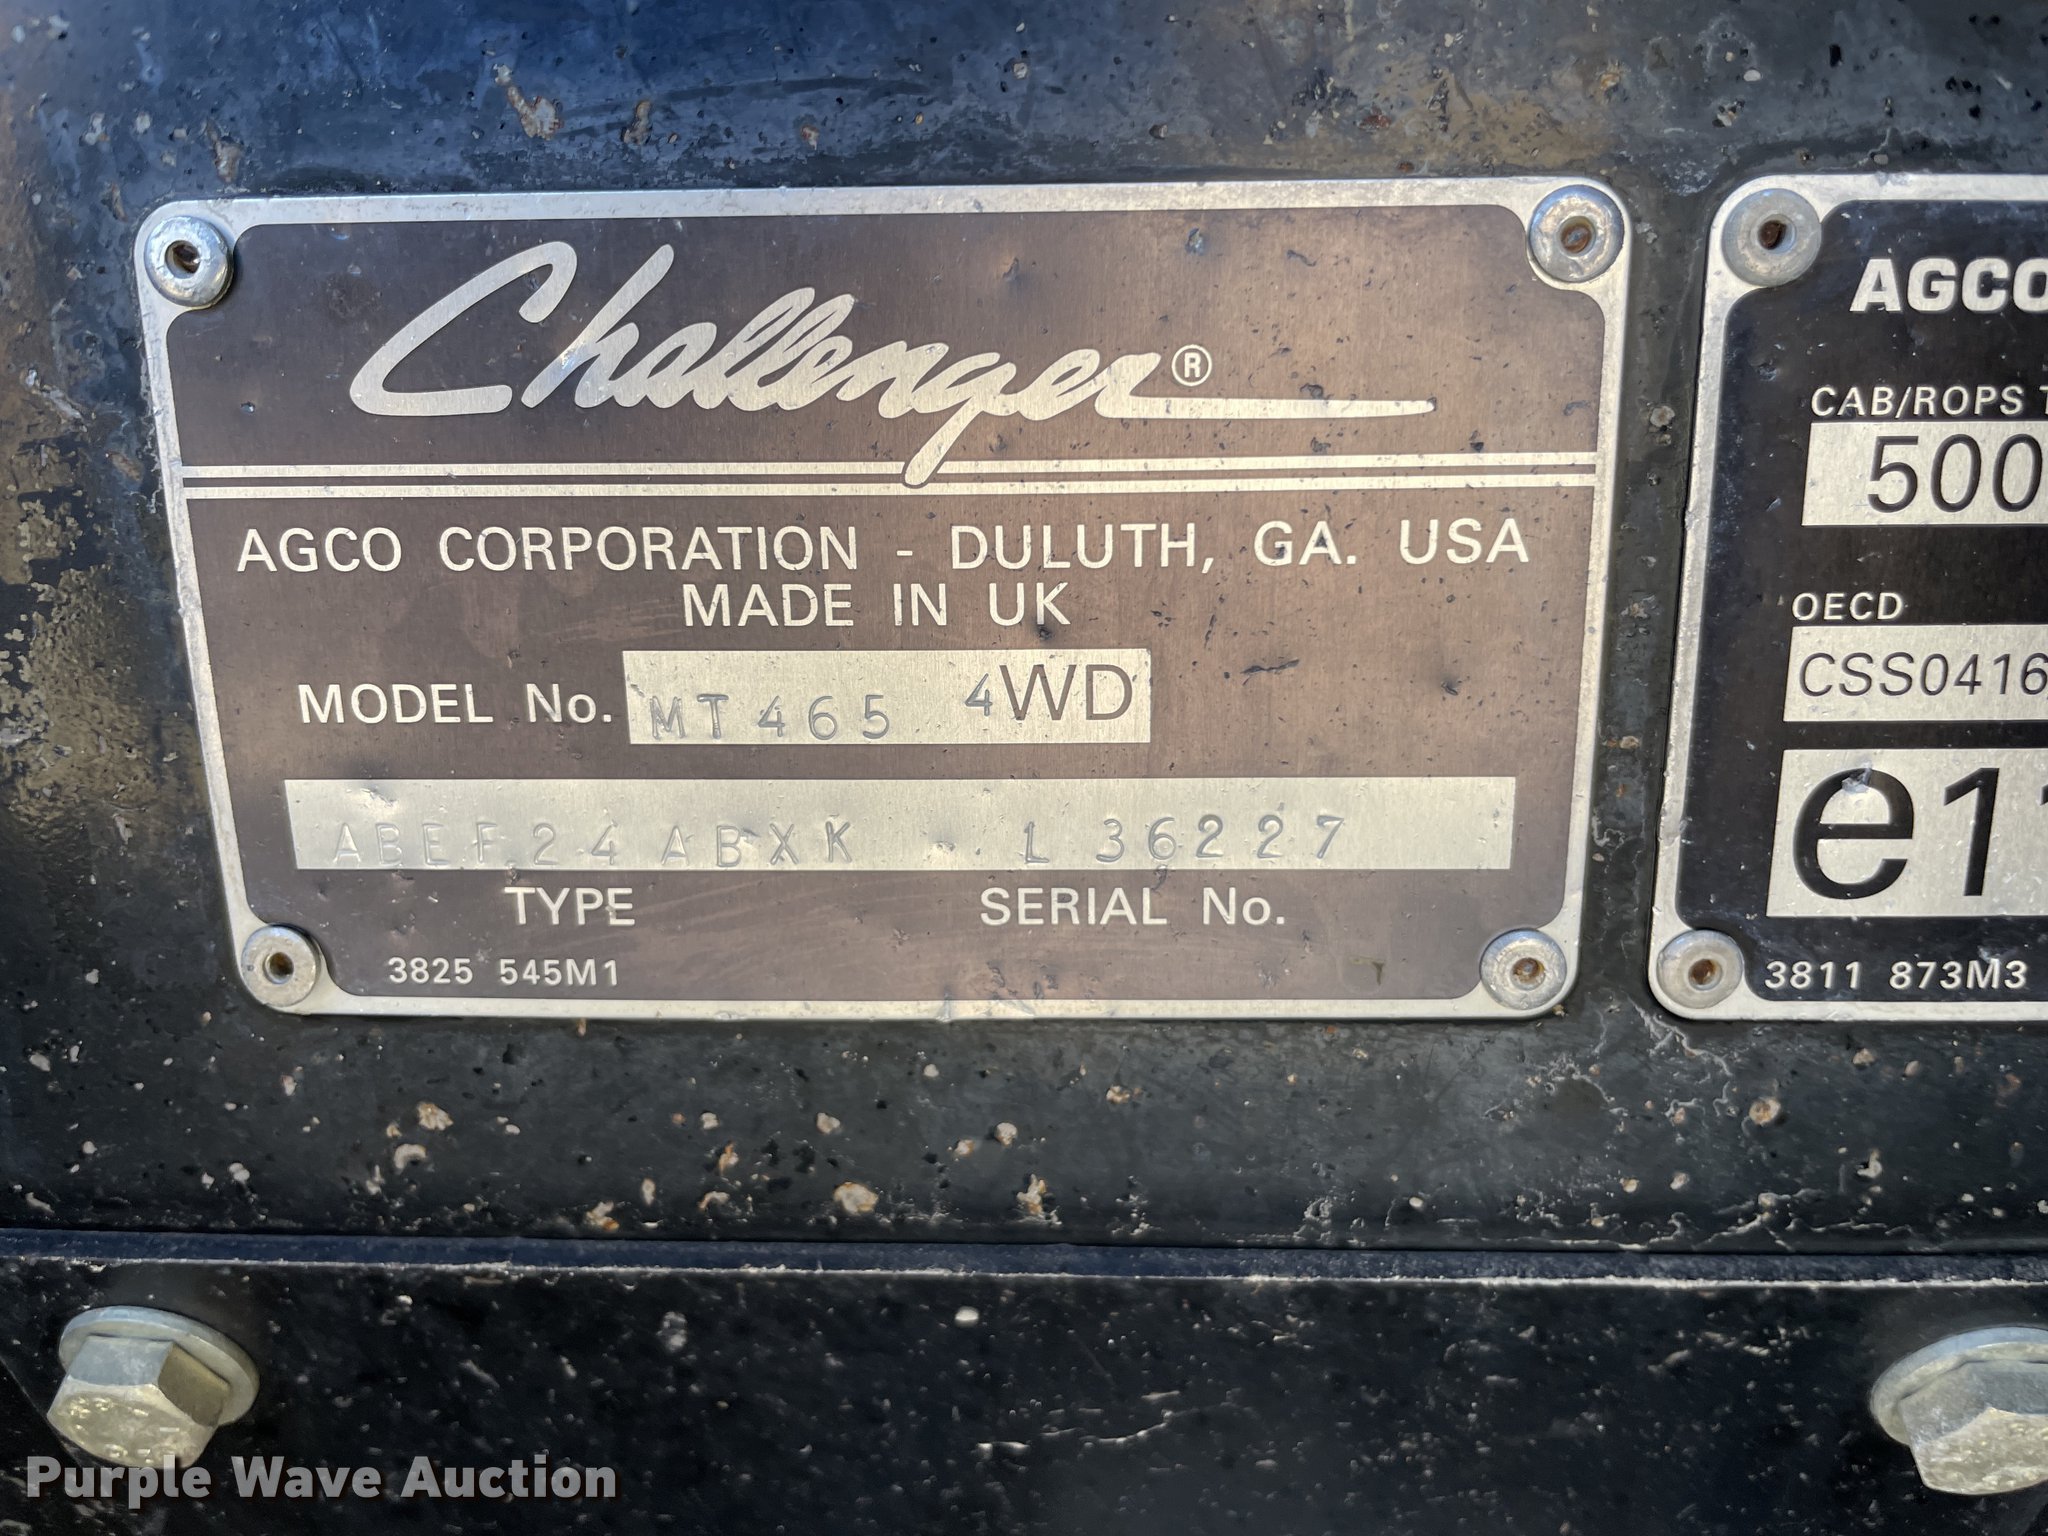 Challenger®
AGCO CORPORATION - DULUTH, GA. USA
MADE IN UK
MODEL No. MT465 4WD
ABEF24ABXK L36227
TYPE SERIAL No.
3825 545M1
AGCO
CAB/ROPS
500
OECD
CSS0416
e11
3811 873M3
Purple Wave Auction